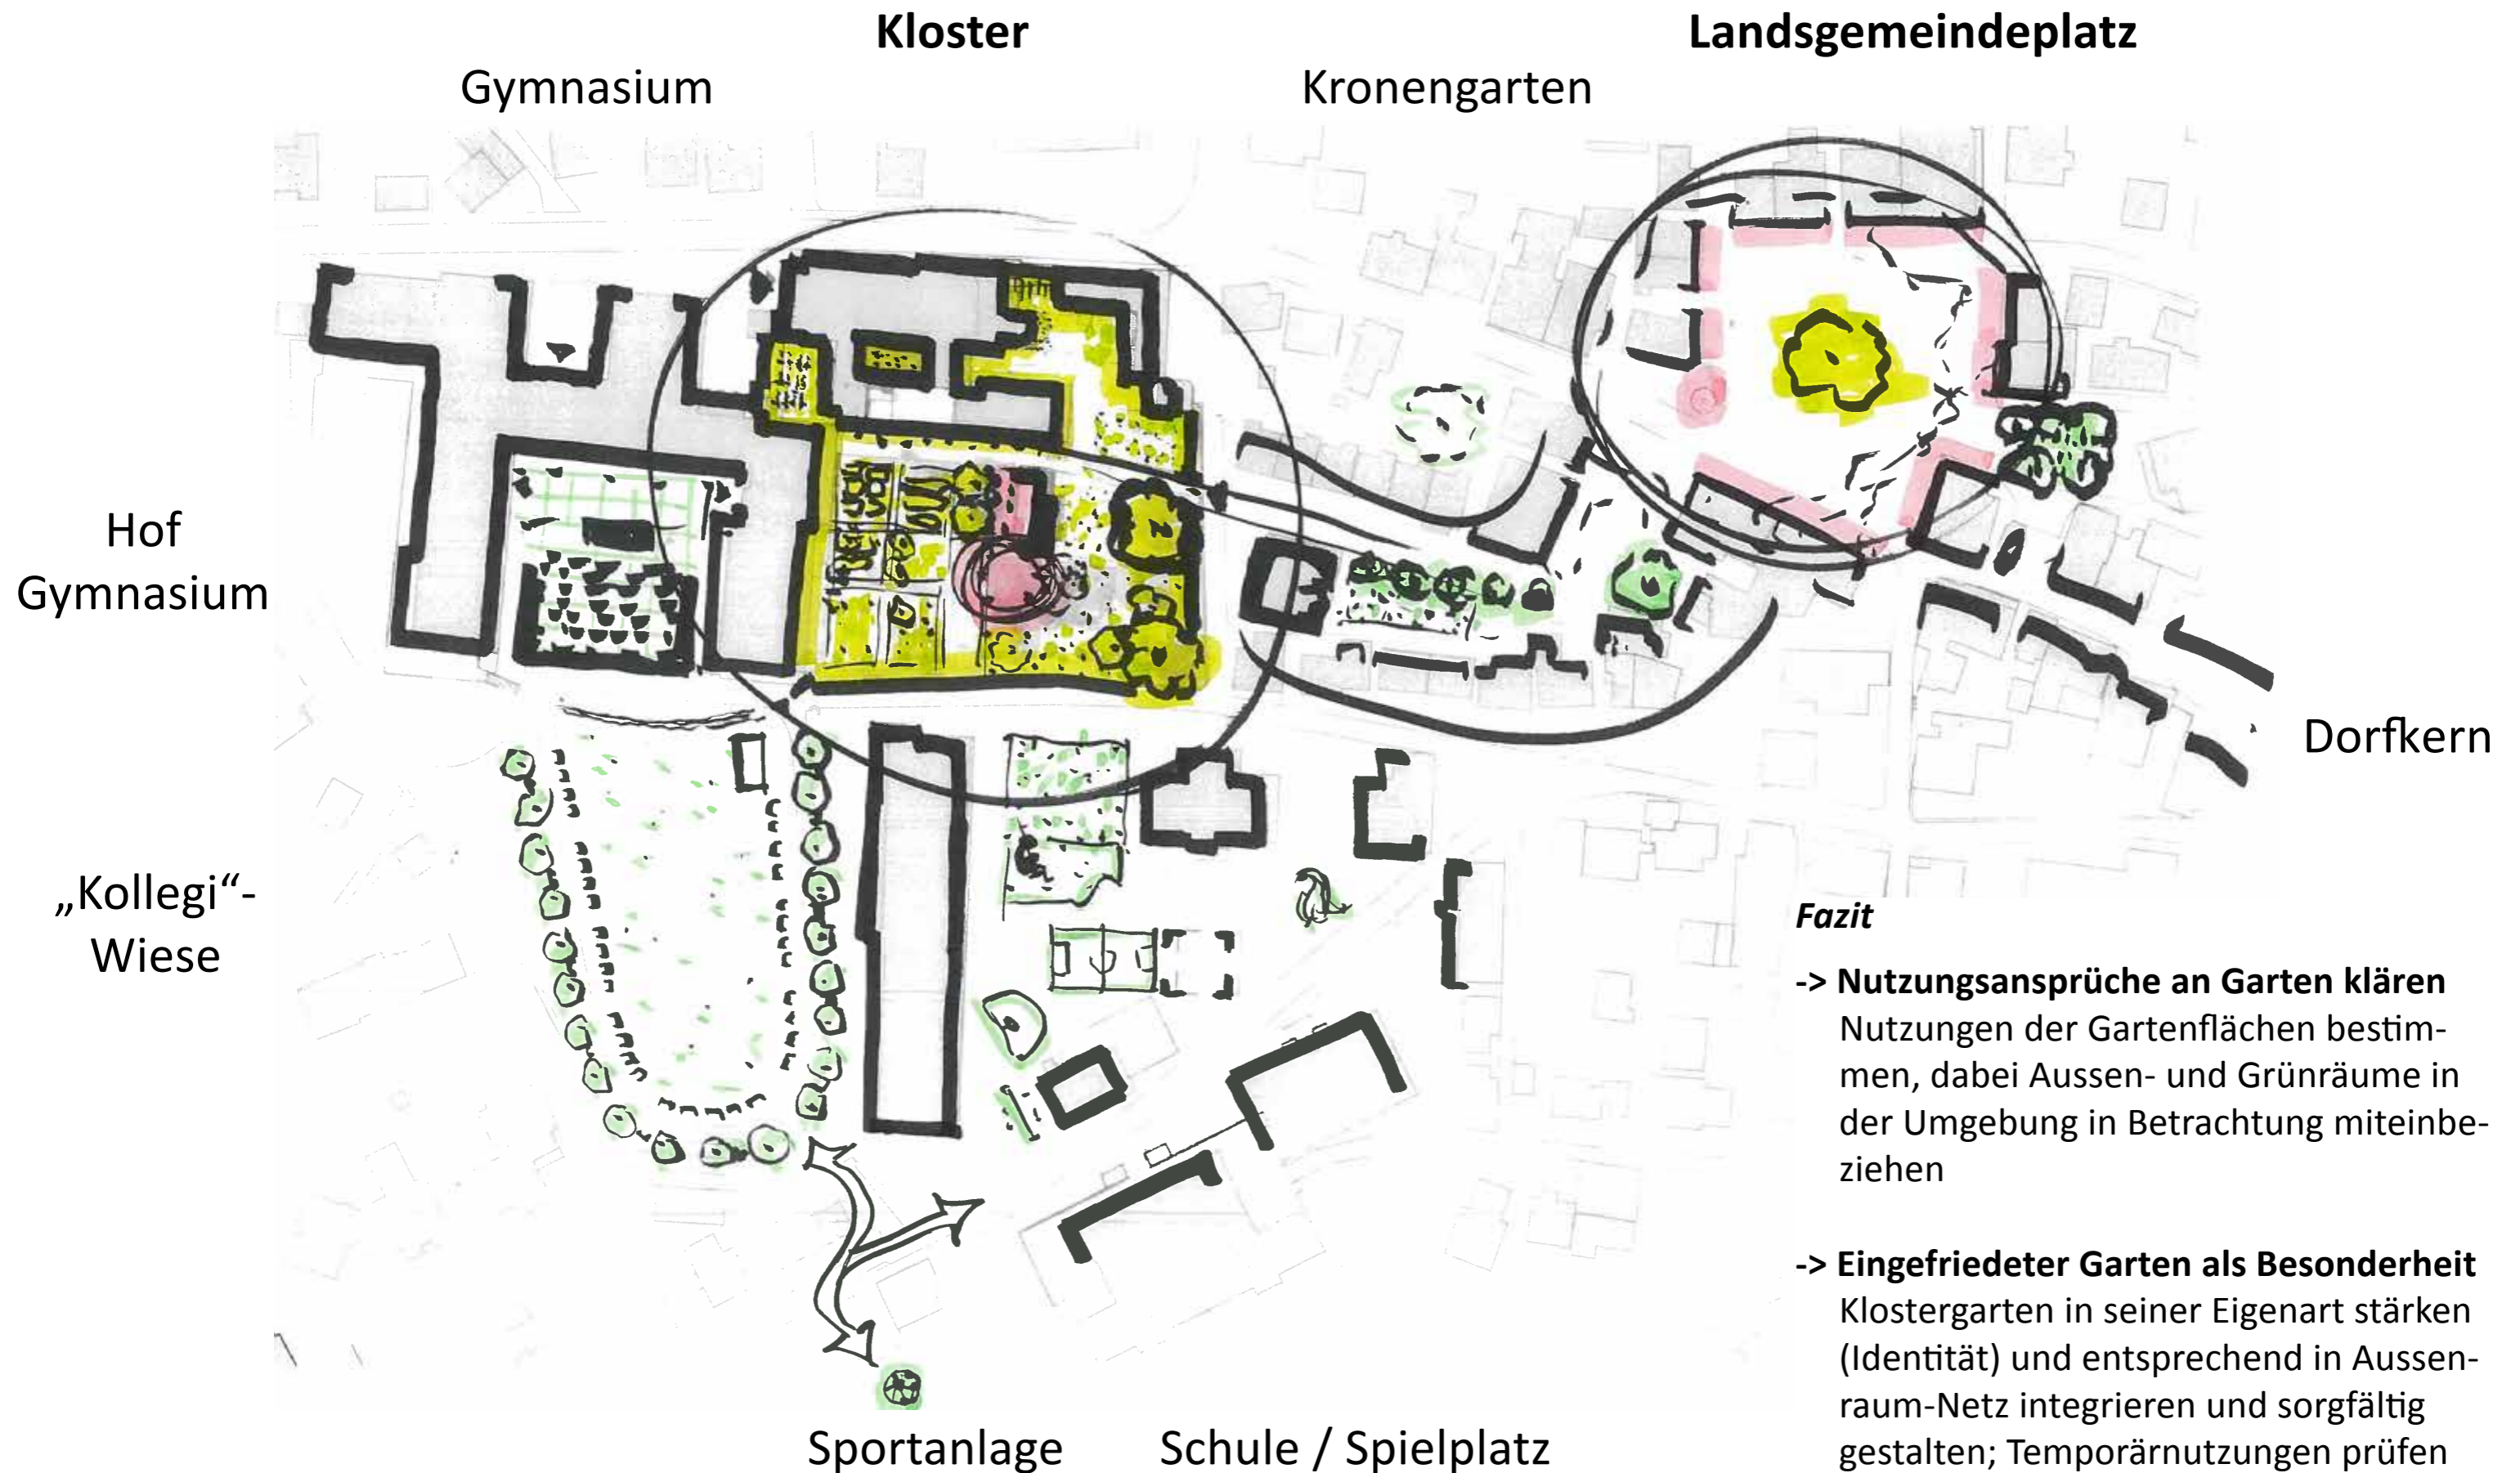 Kloster
Landsgemeindeplatz
Gymnasium
Kronengarten
Hof
Gymnasium
Dorfkern
„Kollegi“-
Wiese
Fazit
-> Nutzungsansprüche an Garten klären
Nutzungen der Gartenflächen bestim-
men, dabei Aussen- und Grünräume in
der Umgebung in Betrachtung miteinbe-
ziehen
-> Eingefriedeter Garten als Besonderheit
Klostergarten in seiner Eigenart stärken
(Identität) und entsprechend in Aussen-
raum-Netz integrieren und sorgfältig
gestalten; Temporärnutzungen prüfen
Sportanlage
Schule / Spielplatz